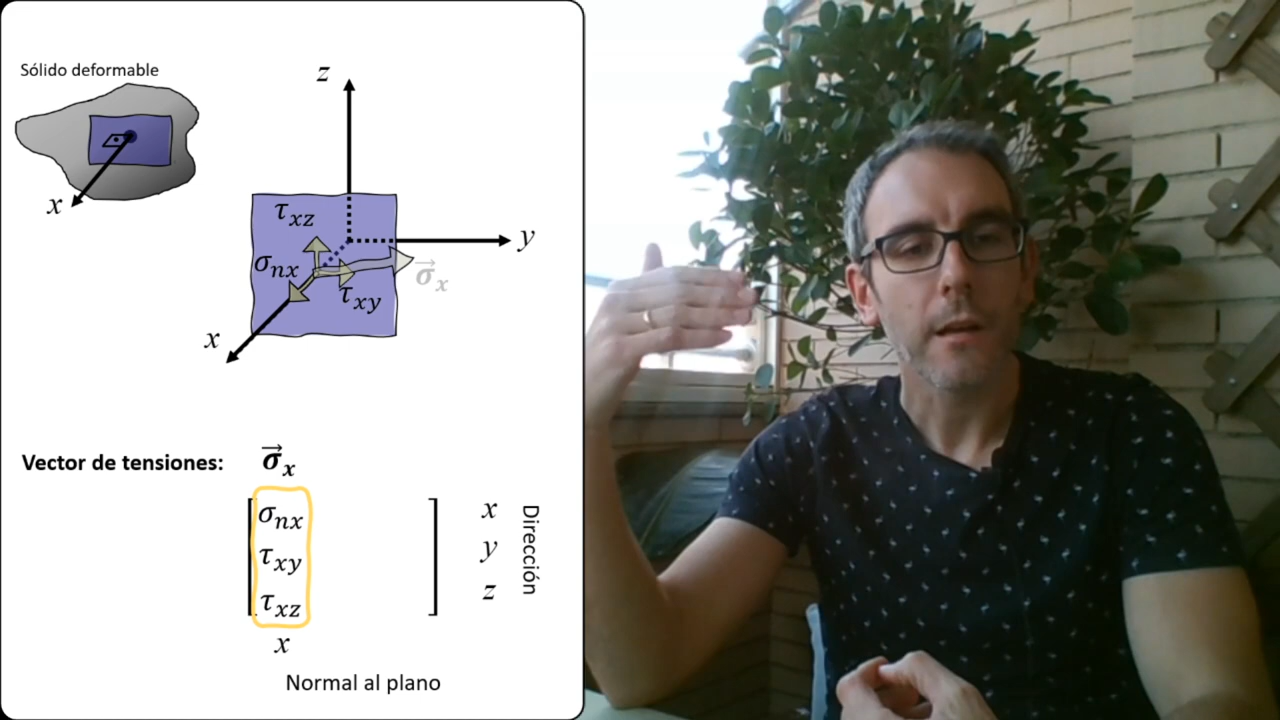 Sólido deformable
x
z
y
x
τxz
σnx
τxy
σ⃗x
Vector de tensiones: σ⃗x
σnx x
τxy y
τxz z
Dirección
x
Normal al plano